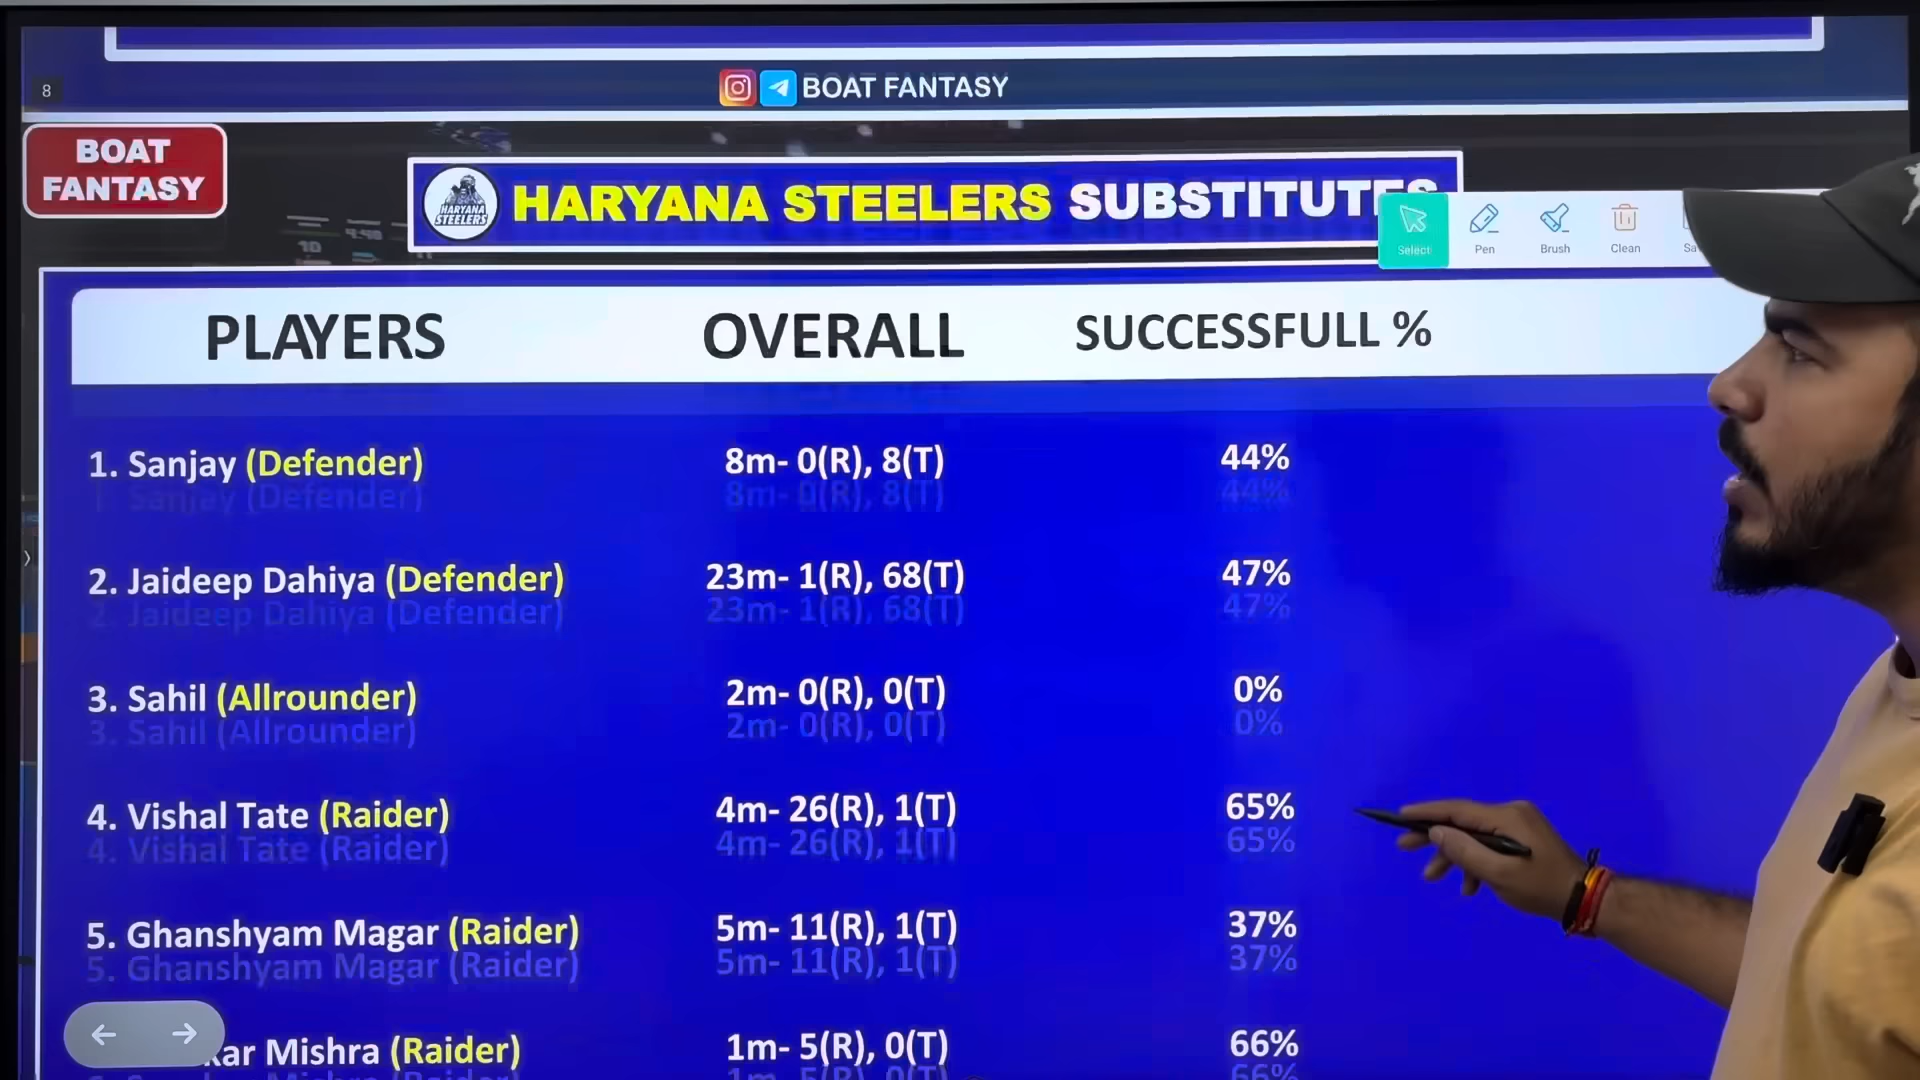 BOAT FANTASY
8
BOAT
FANTASY
HARYANA
STEELERS
HARYANA STEELERS SUBSTITUTES
Select
Pen
Brush
Clean
PLAYERS OVERALL SUCCESSFULL %
1. Sanjay (Defender) 8m- 0(R), 8(T) 44%
2. Jaideep Dahiya (Defender) 23m- 1(R), 68(T) 47%
3. Sahil (Allrounder) 2m- 0(R), 0(T) 0%
4. Vishal Tate (Raider) 4m- 26(R), 1(T) 65%
5. Ghanshyam Magar (Raider) 5m- 11(R), 1(T) 37%
Mishra (Raider) 1m- 5(R), 0(T) 66%